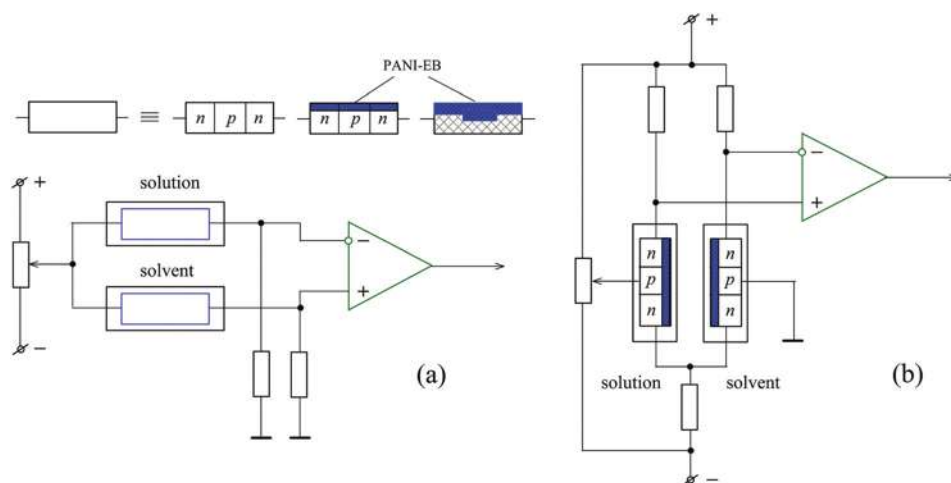 PANI-EB
n p n
n p n
+
solution
−
solvent
+
−
(a)
+
−
+
n
p
n
n
p
n
solution
solvent
(b)
−